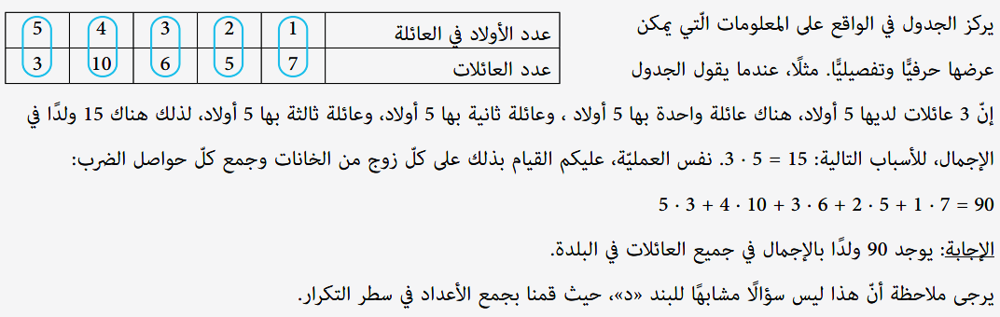 يركز الجدول في الواقع على المعلومات الّتي يمكن
عرضها حرفيًّا وتفصيليًّا. مثلًا، عندما يقول الجدول
عدد الأولاد في العائلة 1 2 3 4 5
عدد العائلات 7 5 6 10 3
إنّ 3 عائلات لديها 5 أولاد، هناك عائلة واحدة بها 5 أولاد ، وعائلة ثانية بها 5 أولاد، وعائلة ثالثة بها 5 أولاد، لذلك هناك 15 ولدًا في
الإجمال، للأسباب التالية: 3 · 5 = 15. نفس العمليّة، عليكم القيام بذلك على كلّ زوج من الخانات وجمع كلّ حواصل الضرب:
5 · 3 + 4 · 10 + 3 · 6 + 2 · 5 + 1 · 7 = 90
الإجابة: يوجد 90 ولدًا بالإجمال في جميع العائلات في البلدة.
يرجى ملاحظة أنّ هذا ليس سؤالًا مشابهًا للبند «د»، حيث قمنا بجمع الأعداد في سطر التكرار.